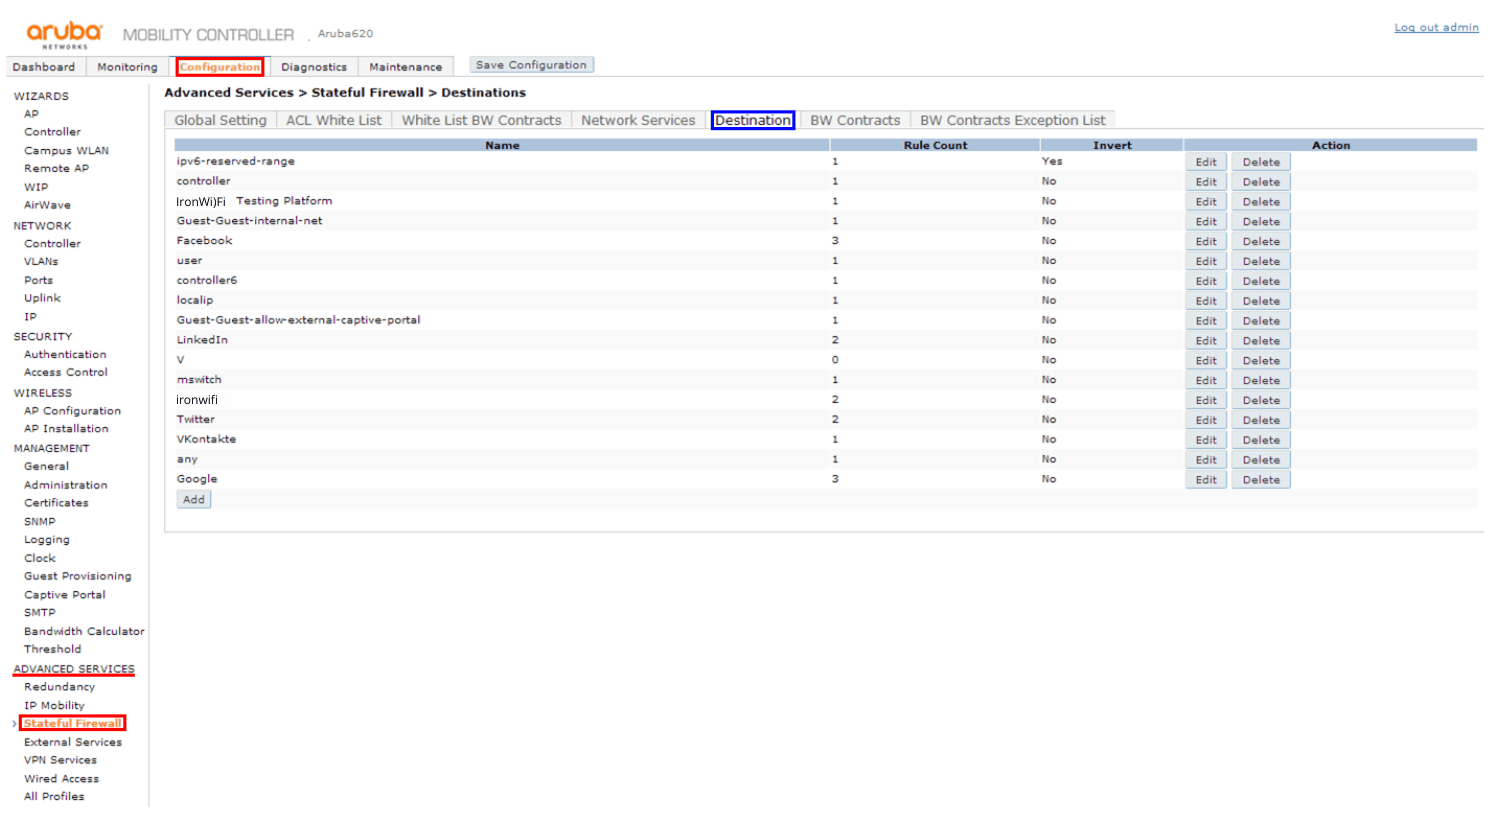 aruba NETWORKS MOBILITY CONTROLLER Aruba620 Log out admin
Dashboard Monitoring Configuration Diagnostics Maintenance Save Configuration
WIZARDS
AP
Controller
Campus WLAN
Remote AP
WIP
AirWave
NETWORK
Controller
VLANs
Ports
Uplink
IP
SECURITY
Authentication
Access Control
WIRELESS
AP Configuration
AP Installation
MANAGEMENT
General
Administration
Certificates
SNMP
Logging
Clock
Guest Provisioning
Captive Portal
SMTP
Bandwidth Calculator
Threshold
ADVANCED SERVICES
Redundancy
IP Mobility
> Stateful Firewall
External Services
VPN Services
Wired Access
All Profiles
Advanced Services > Stateful Firewall > Destinations
Global Setting ACL White List White List BW Contracts Network Services Destination BW Contracts BW Contracts Exception List
Name Rule Count Invert Action
ipv6-reserved-range 1 Yes Edit Delete
controller 1 No Edit Delete
IronWi)Fi Testing Platform 1 No Edit Delete
Guest-Guest-internal-net 1 No Edit Delete
Facebook 3 No Edit Delete
user 1 No Edit Delete
controller6 1 No Edit Delete
localip 1 No Edit Delete
Guest-Guest-allow-external-captive-portal 1 No Edit Delete
LinkedIn 2 No Edit Delete
V 0 No Edit Delete
mswitch 1 No Edit Delete
ironwifi 2 No Edit Delete
Twitter 2 No Edit Delete
VKontakte 1 No Edit Delete
any 1 No Edit Delete
Google 3 No Edit Delete
Add